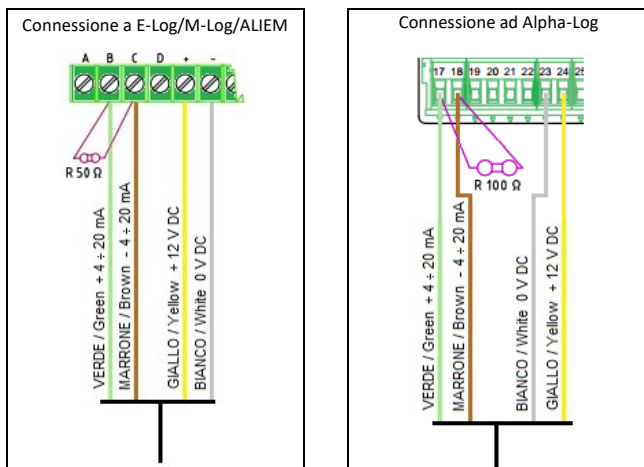 Connessione a E-Log/M-Log/ALIEM
A B C D + -
R 50 Ω
VERDE / Green + 4 ÷ 20 mA
MARRONE / Brown - 4 ÷ 20 mA
GIALLO / Yellow + 12 V DC
BIANCO / White 0 V DC
Connessione ad Alpha-Log
17 18 19 20 21 22 23 24 25
R 100 Ω
VERDE / Green + 4 ÷ 20 mA
MARRONE / Brown - 4 ÷ 20 mA
BIANCO / White 0 V DC
GIALLO / Yellow + 12 V DC